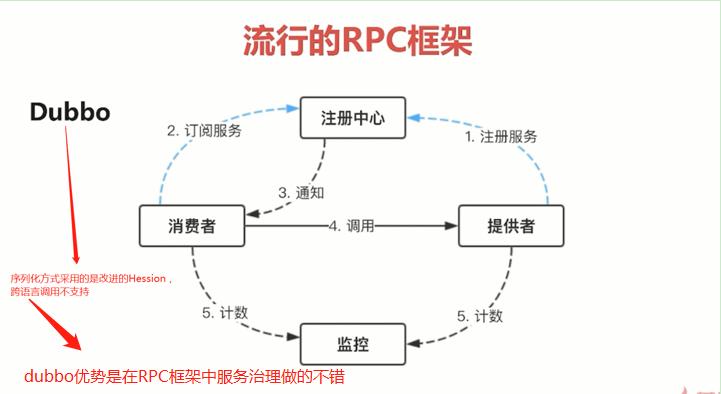 流行的RPC框架
Dubbo
注册中心
2. 订阅服务
1. 注册服务
3. 通知
消费者
4. 调用
提供者
序列化方式采用的是改进的Hession，
跨语言调用不支持
5. 计数
5. 计数
监控
dubbo优势是在RPC框架中服务治理做的不错